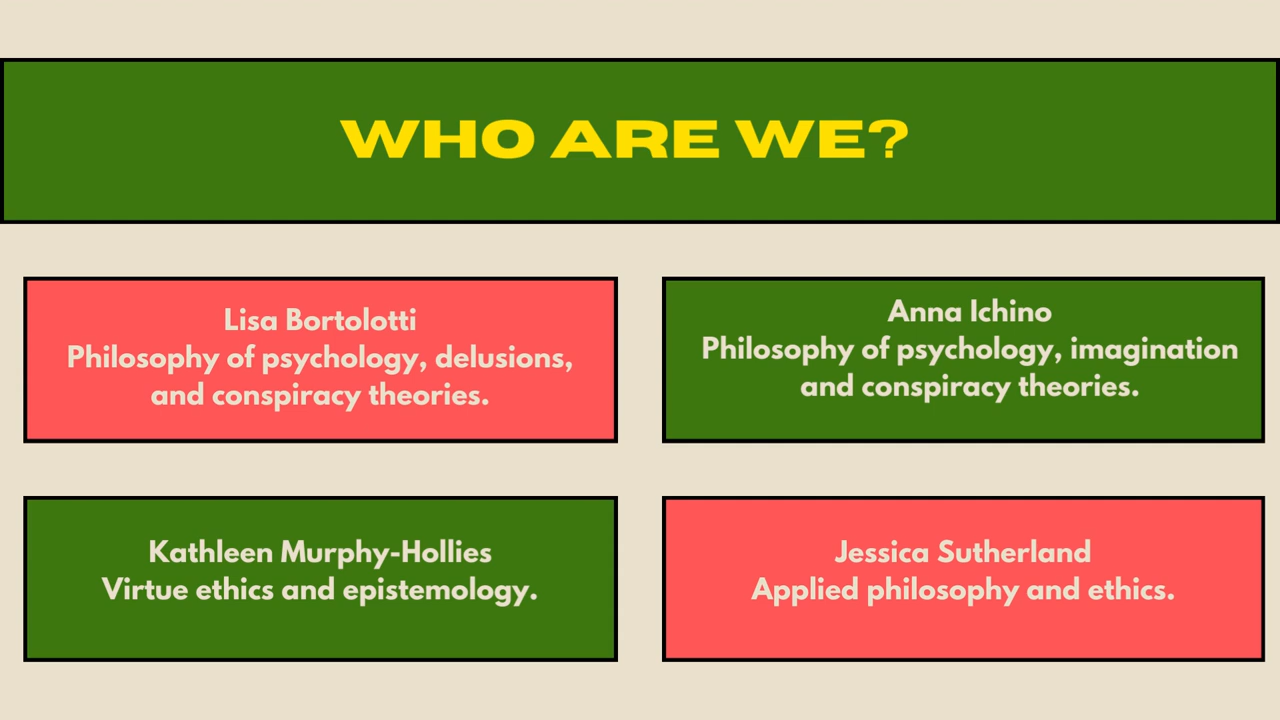 WHO ARE WE?
Lisa Bortolotti
Philosophy of psychology, delusions,
and conspiracy theories.
Anna Ichino
Philosophy of psychology, imagination
and conspiracy theories.
Kathleen Murphy-Hollies
Virtue ethics and epistemology.
Jessica Sutherland
Applied philosophy and ethics.